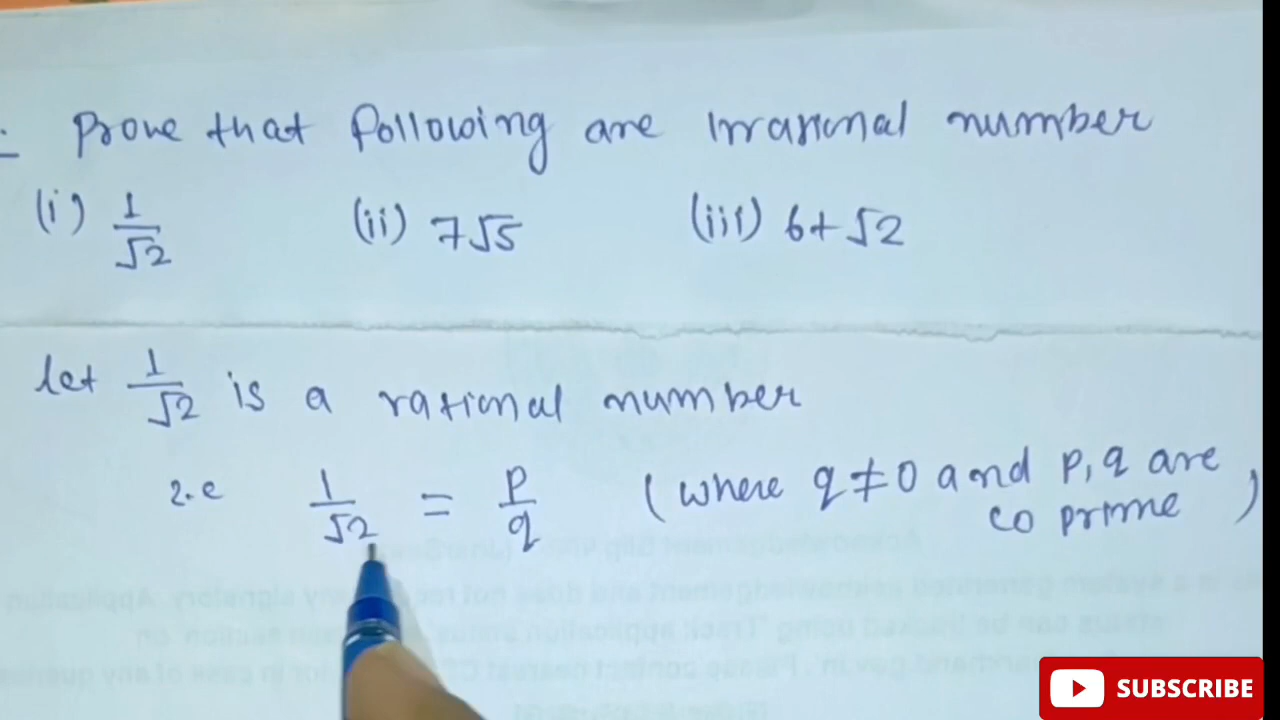 Prove that following are Irrational number
(i) 1/√2 (ii) 7√5 (iii) 6+√2
let 1/√2 is a rational number
i.e 1/√2 = p/q (where q≠0 and p, q are
co prime)
SUBSCRIBE